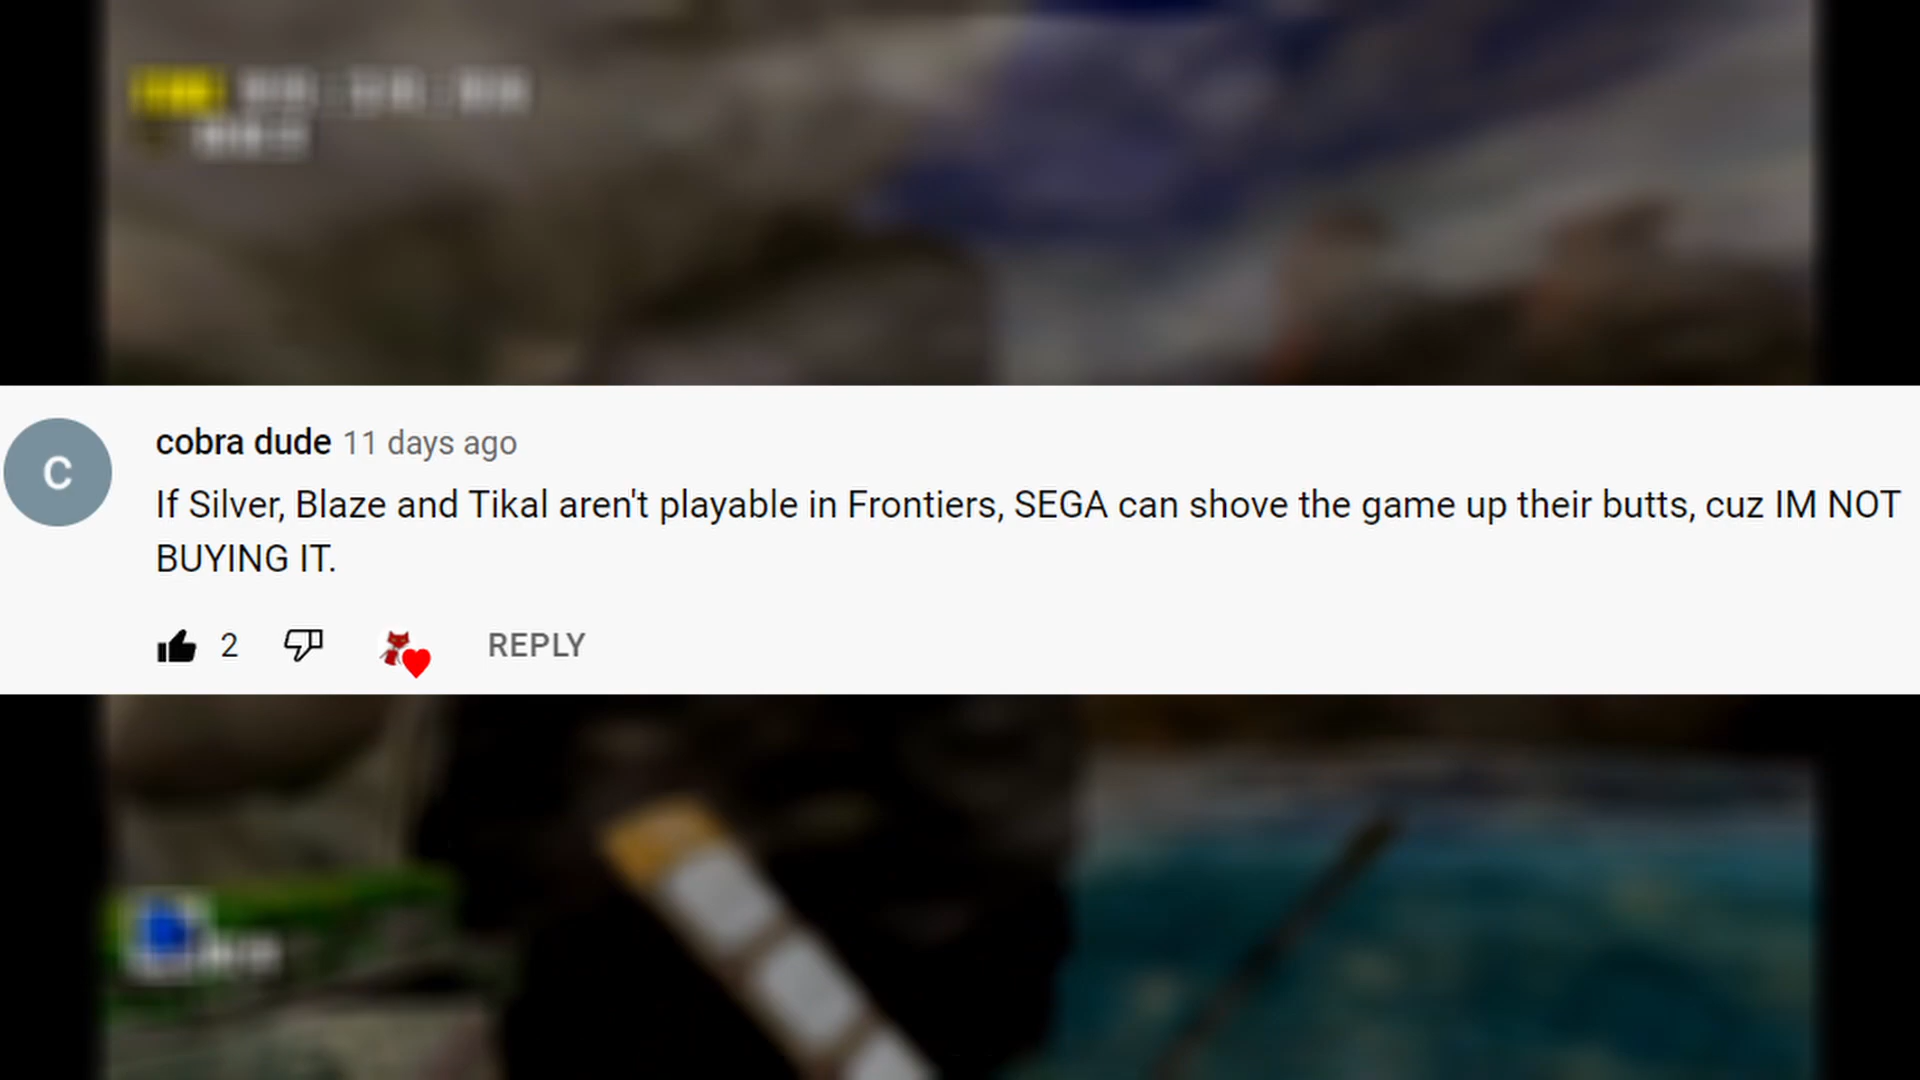 C
cobra dude 11 days ago
If Silver, Blaze and Tikal aren't playable in Frontiers, SEGA can shove the game up their butts, cuz IM NOT
BUYING IT.
2 REPLY